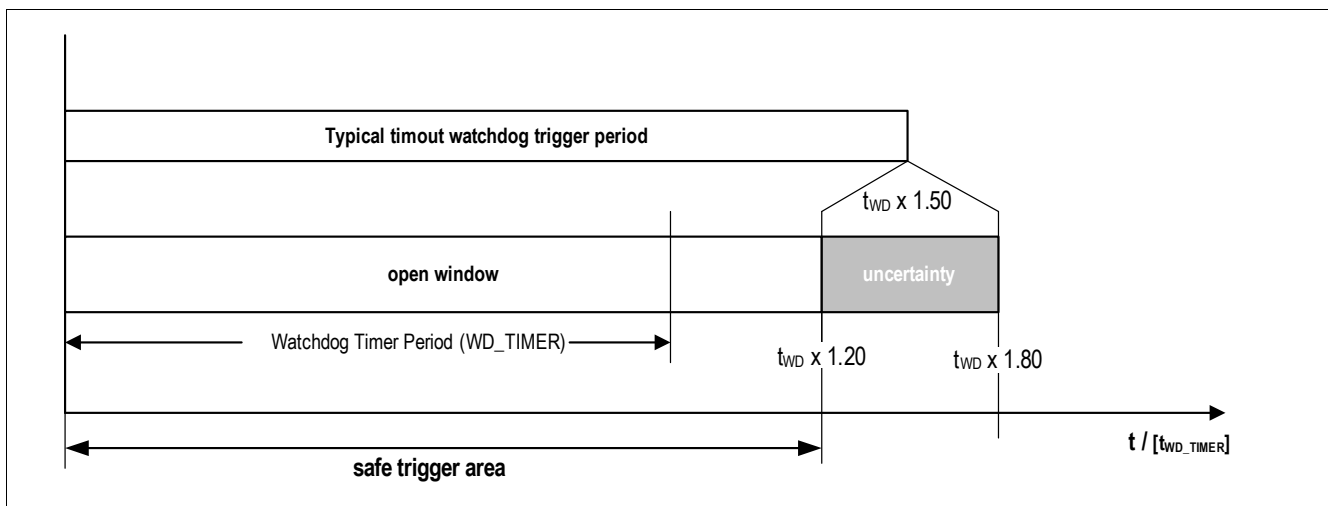 Typical timout watchdog trigger period
tWD x 1.50
open window
uncertainty
Watchdog Timer Period (WD_TIMER)
tWD x 1.20
tWD x 1.80
t / [tWD_TIMER]
safe trigger area